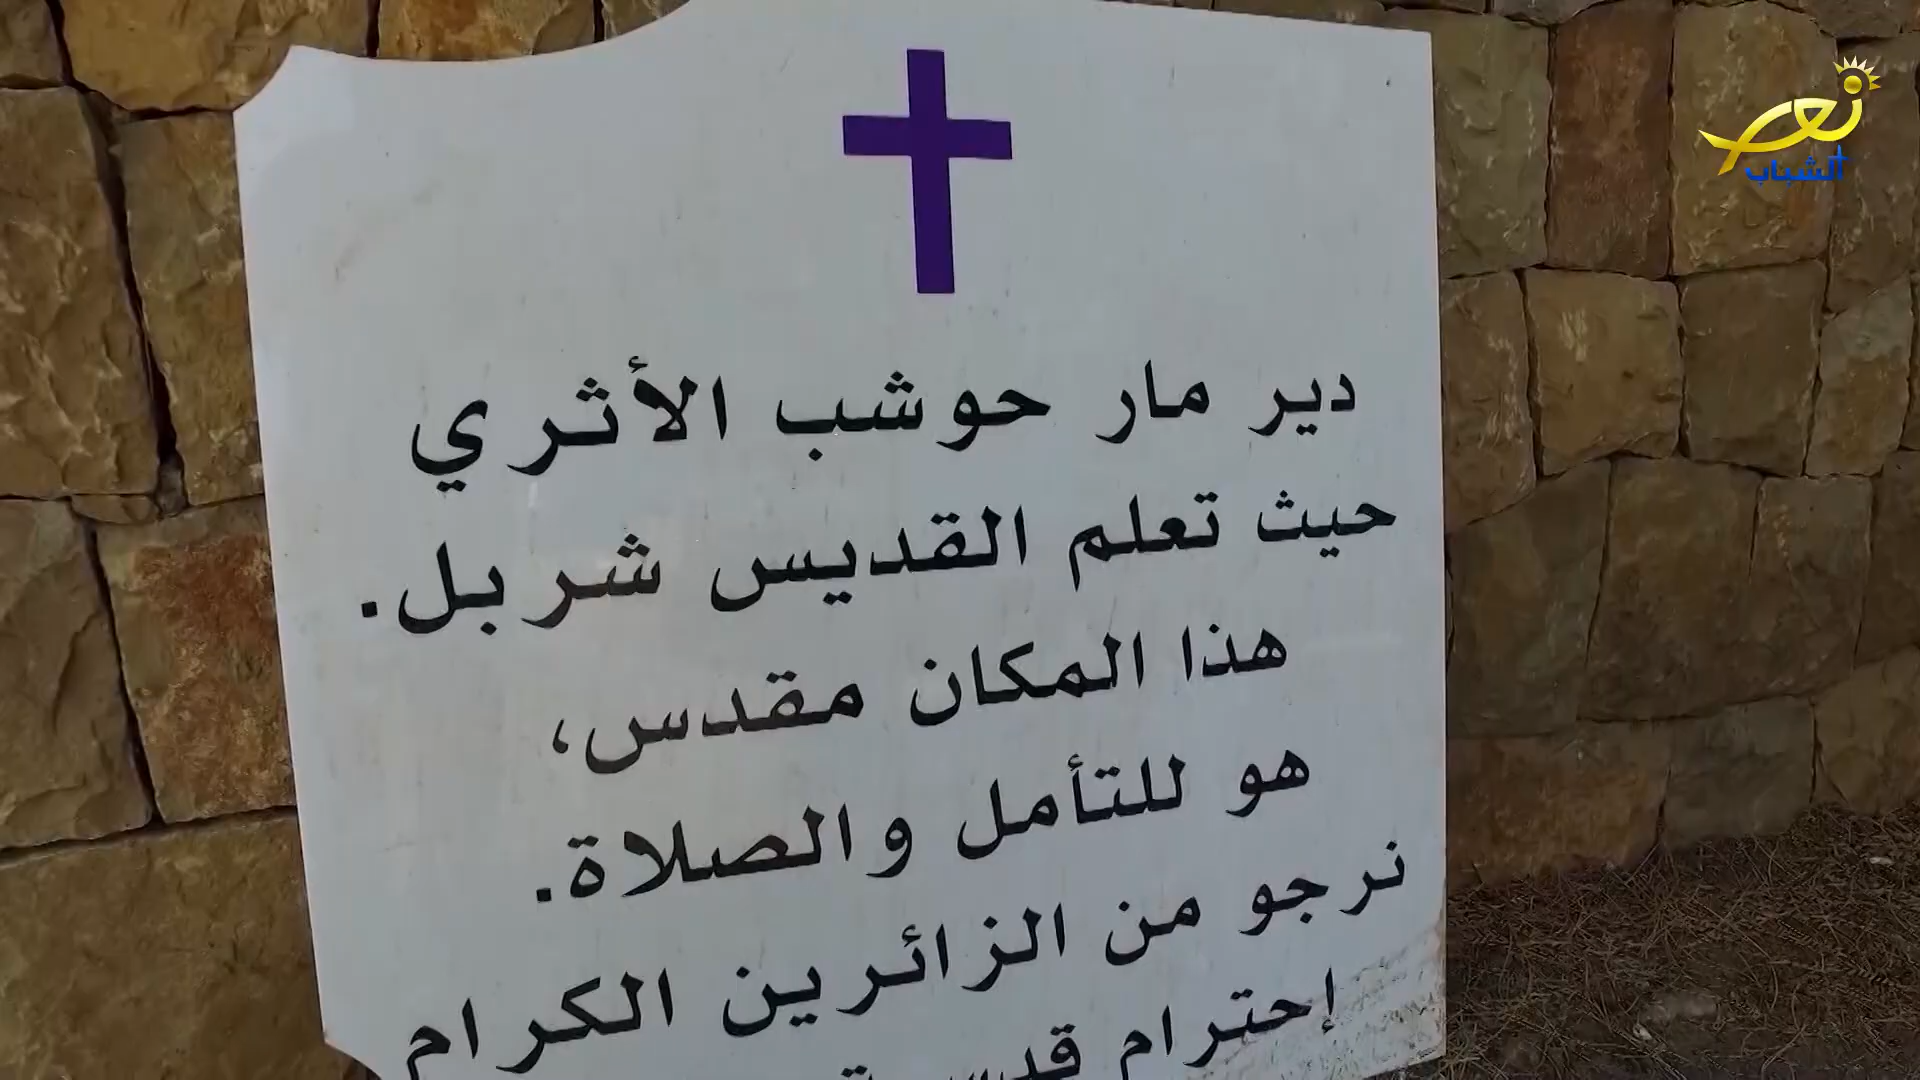 نعم
الشباب
دير مار حوشب الأثري
حيث تعلم القديس شربل.
هذا المكان مقدس،
هو للتأمل والصلاة.
نرجو من الزائرين الكرام
إحترام